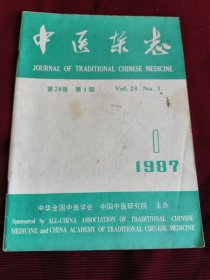 中医杂志
JOURNAL OF TRADITIONAL CHINESE MEDICINE
第28卷 第1期 Vol.28 No.1
1
1987
中华全国中医学会 中国中医研究院 主办
Sponsored by ALL-CHINA ASSOCIATION OF TRADITIONAL CHINESE
MEDICINE and CHINA ACADEMY OF TRADITIONAL CHINESE MEDICINE